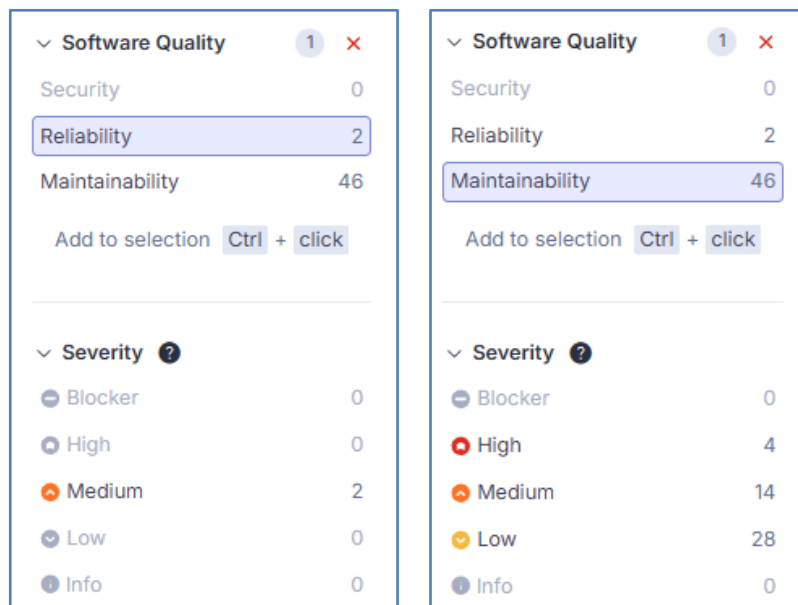 Software Quality 1
Security 0
Reliability 2
Maintainability 46
Add to selection Ctrl + click
Severity ?
Blocker 0
High 0
Medium 2
Low 0
Info 0
Software Quality 1
Security 0
Reliability 2
Maintainability 46
Add to selection Ctrl + click
Severity ?
Blocker 0
High 4
Medium 14
Low 28
Info 0